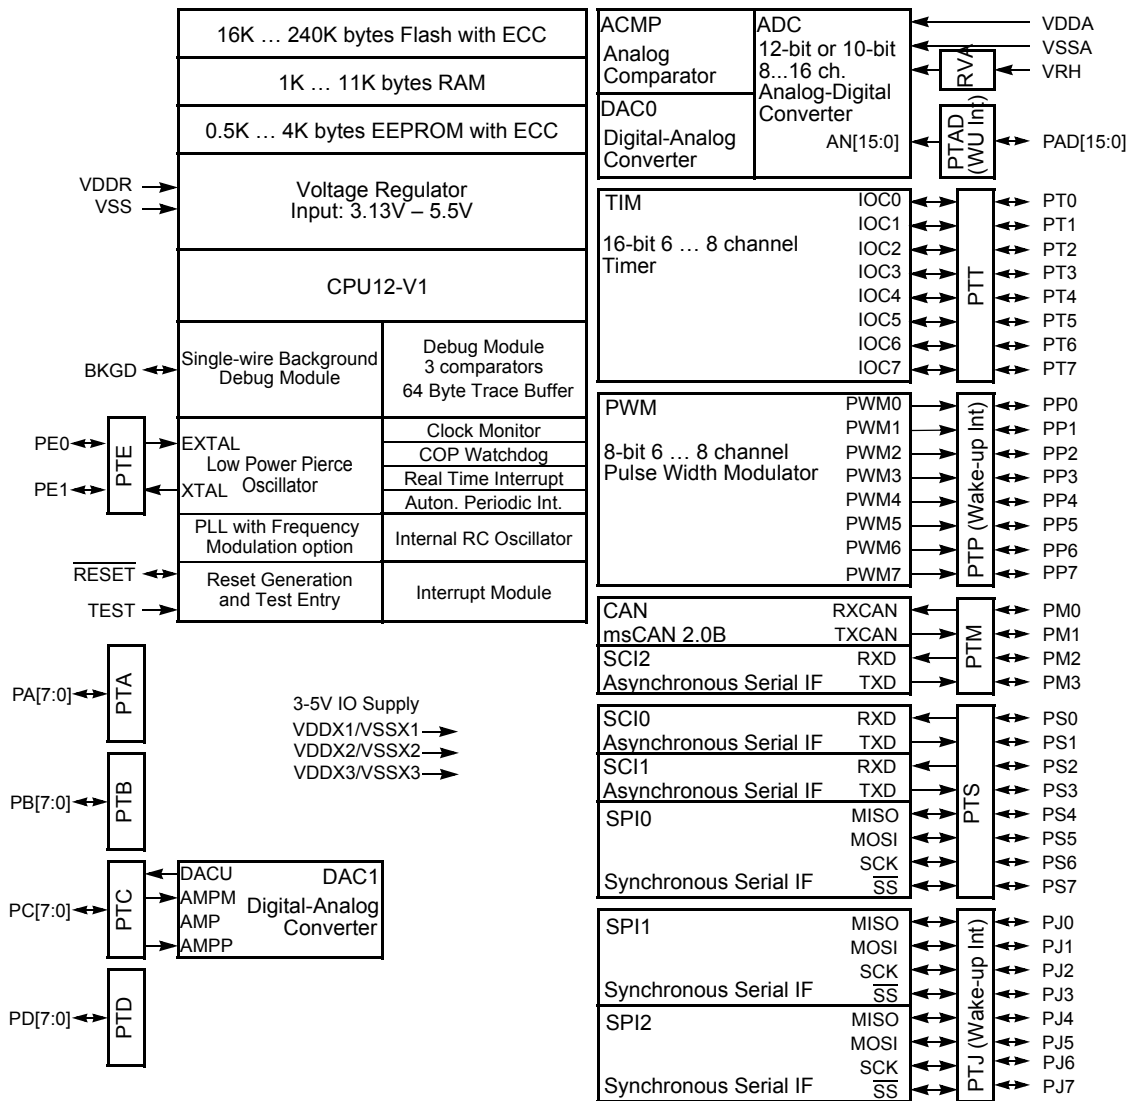 16K … 240K bytes Flash with ECC
1K … 11K bytes RAM
0.5K … 4K bytes EEPROM with ECC
VDDR
VSS
Voltage Regulator
Input: 3.13V – 5.5V
CPU12-V1
BKGD
Single-wire Background
Debug Module
Debug Module
3 comparators
64 Byte Trace Buffer
PE0
PE1
PTE
EXTAL
XTAL
Low Power Pierce
Oscillator
Clock Monitor
COP Watchdog
Real Time Interrupt
Auton. Periodic Int.
PLL with Frequency
Modulation option
Internal RC Oscillator
RESET
TEST
Reset Generation
and Test Entry
Interrupt Module
PA[7:0]
PTA
3-5V IO Supply
VDDX1/VSSX1
VDDX2/VSSX2
VDDX3/VSSX3
PB[7:0]
PTB
PC[7:0]
PTC
DACU
AMPM
AMP
AMPP
DAC1
Digital-Analog
Converter
PD[7:0]
PTD
ACMP
Analog
Comparator
DAC0
Digital-Analog
Converter
ADC
12-bit or 10-bit
8...16 ch.
Analog-Digital
Converter
AN[15:0]
RVA
PTAD
(WU Int)
VDDA
VSSA
VRH
PAD[15:0]
TIM
16-bit 6 … 8 channel
Timer
IOC0
IOC1
IOC2
IOC3
IOC4
IOC5
IOC6
IOC7
PTT
PT0
PT1
PT2
PT3
PT4
PT5
PT6
PT7
PWM
8-bit 6 … 8 channel
Pulse Width Modulator
PWM0
PWM1
PWM2
PWM3
PWM4
PWM5
PWM6
PWM7
PTP (Wake-up Int)
PP0
PP1
PP2
PP3
PP4
PP5
PP6
PP7
CAN
msCAN 2.0B
RXCAN
TXCAN
SCI2
Asynchronous Serial IF
RXD
TXD
PTM
PM0
PM1
PM2
PM3
SCI0
Asynchronous Serial IF
RXD
TXD
SCI1
Asynchronous Serial IF
RXD
TXD
SPI0
Synchronous Serial IF
MISO
MOSI
SCK
SS
PTS
PS0
PS1
PS2
PS3
PS4
PS5
PS6
PS7
SPI1
Synchronous Serial IF
MISO
MOSI
SCK
SS
SPI2
Synchronous Serial IF
MISO
MOSI
SCK
SS
PTJ (Wake-up Int)
PJ0
PJ1
PJ2
PJ3
PJ4
PJ5
PJ6
PJ7